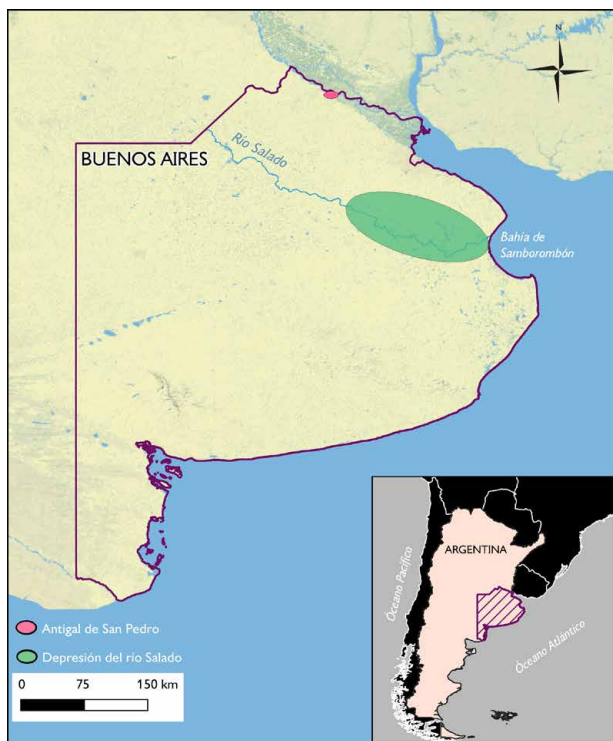 BUENOS AIRES
Río Salado
Bahía de
Samborombón
Antigal de San Pedro
Depresión del río Salado
0 75 150 km
ARGENTINA
Océano Pacífico
Océano Atlántico